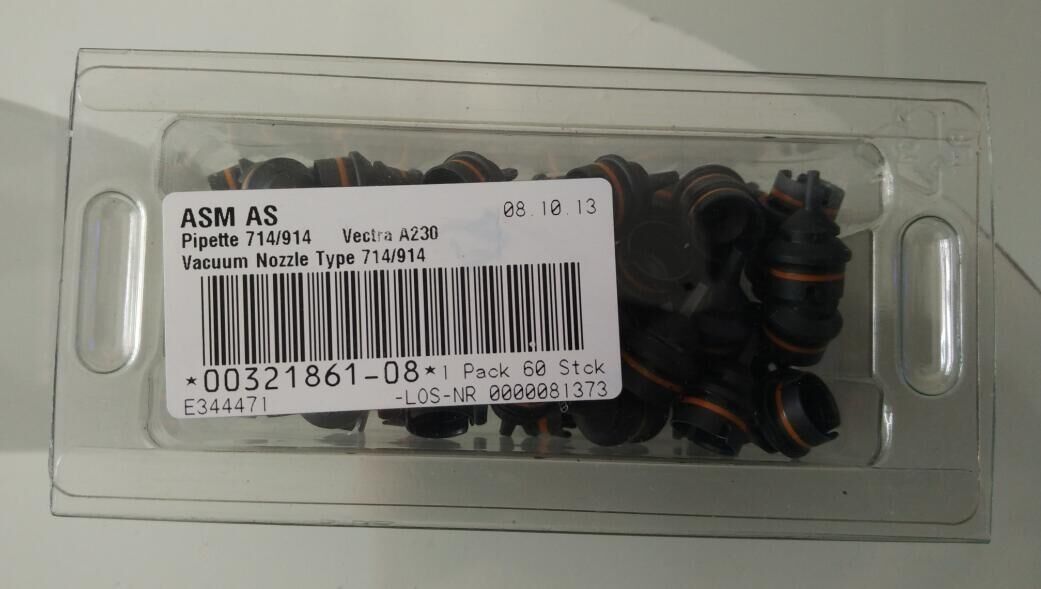 ASM AS 08.10.13
Pipette 714/914 Vectra A230
Vacuum Nozzle Type 714/914
*00321861-08* 1 Pack 60 Stck
E344471 -LOS-NR 0000081373